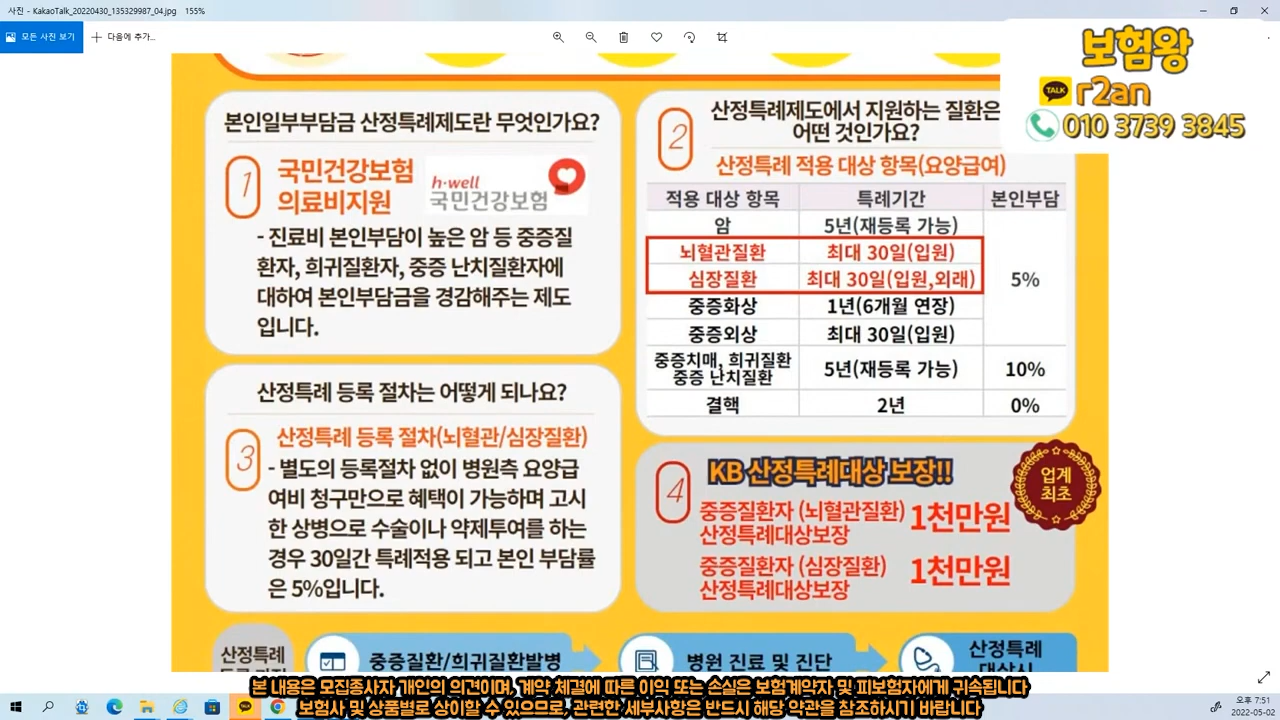 사진 - KakaoTalk_20220430_135329987_04.jpg 155%
모든 사진 보기
다음에 추가...
보험왕
TALK r2an
010 3739 3845
본인일부부담금 산정특례제도란 무엇인가요?
1
국민건강보험
의료비지원
h·well
국민건강보험
- 진료비 본인부담이 높은 암 등 중증질
환자, 희귀질환자, 중증 난치질환자에
대하여 본인부담금을 경감해주는 제도
입니다.
2
산정특례제도에서 지원하는 질환은
어떤 것인가요?
산정특례 적용 대상 항목(요양급여)
적용 대상 항목 특례기간 본인부담
암 5년(재등록 가능)
뇌혈관질환 최대 30일(입원)
심장질환 최대 30일(입원,외래) 5%
중증화상 1년(6개월 연장)
중증외상 최대 30일(입원)
중증치매, 희귀질환
중증 난치질환 5년(재등록 가능) 10%
결핵 2년 0%
산정특례 등록 절차는 어떻게 되나요?
3
산정특례 등록 절차(뇌혈관/심장질환)
- 별도의 등록절차 없이 병원측 요양급
여비 청구만으로 혜택이 가능하며 고시
한 상병으로 수술이나 약제투여를 하는
경우 30일간 특례적용 되고 본인 부담률
은 5%입니다.
4
KB 산정특례대상 보장!!
업계
최초
중증질환자 (뇌혈관질환)
산정특례대상보장 1천만원
중증질환자 (심장질환)
산정특례대상보장 1천만원
산정특례
중증질환/희귀질환발병
병원 진료 및 진단
산정특례
본 내용은 모집종사자 개인의 의견이며, 계약 체결에 따른 이익 또는 손실은 보험계약자 및 피보험자에게 귀속됩니다
보험사 및 상품별로 상이할 수 있으므로, 관련한 세부사항은 반드시 해당 약관을 참조하시기 바랍니다
오후 7:51
2022-05-02